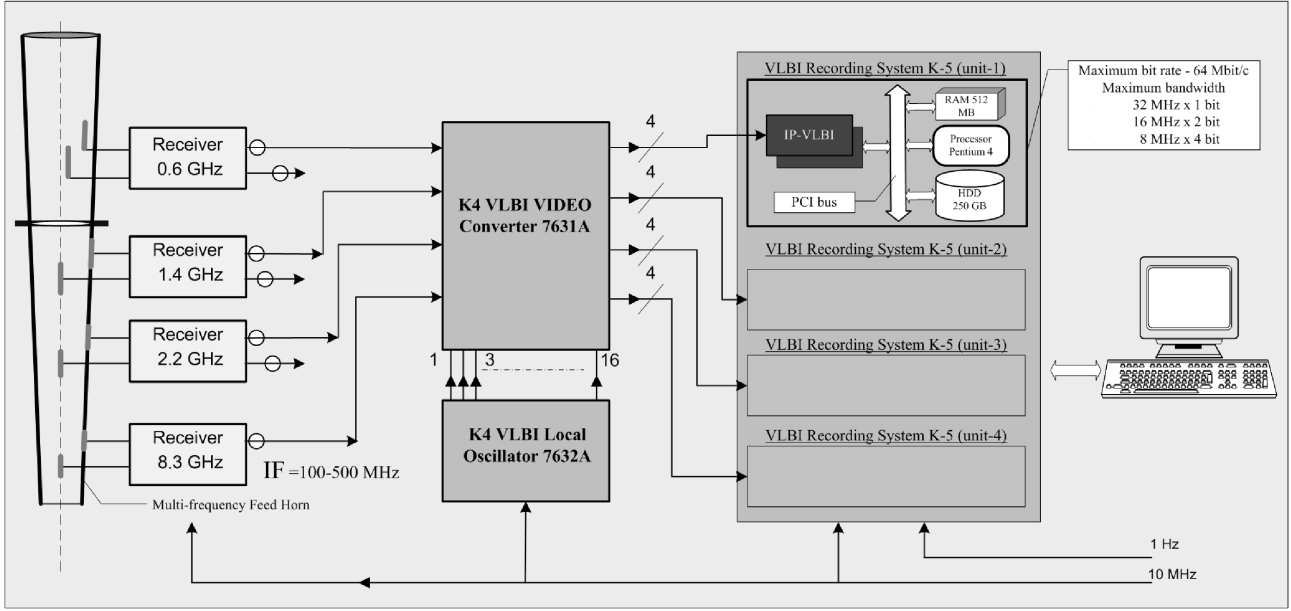 Receiver
0.6 GHz
Receiver
1.4 GHz
Receiver
2.2 GHz
Receiver
8.3 GHz
IF =100-500 MHz
Multi-frequency Feed Horn
K4 VLBI VIDEO
Converter 7631A
1
3
16
K4 VLBI Local
Oscillator 7632A
4
4
4
4
VLBI Recording System K-5 (unit-1)
IP-VLBI
PCI bus
RAM 512
MB
Processor
Pentium 4
HDD
250 GB
VLBI Recording System K-5 (unit-2)
VLBI Recording System K-5 (unit-3)
VLBI Recording System K-5 (unit-4)
Maximum bit rate - 64 Mbit/c
Maximum bandwidth
32 MHz x 1 bit
16 MHz x 2 bit
8 MHz x 4 bit
1 Hz
10 MHz